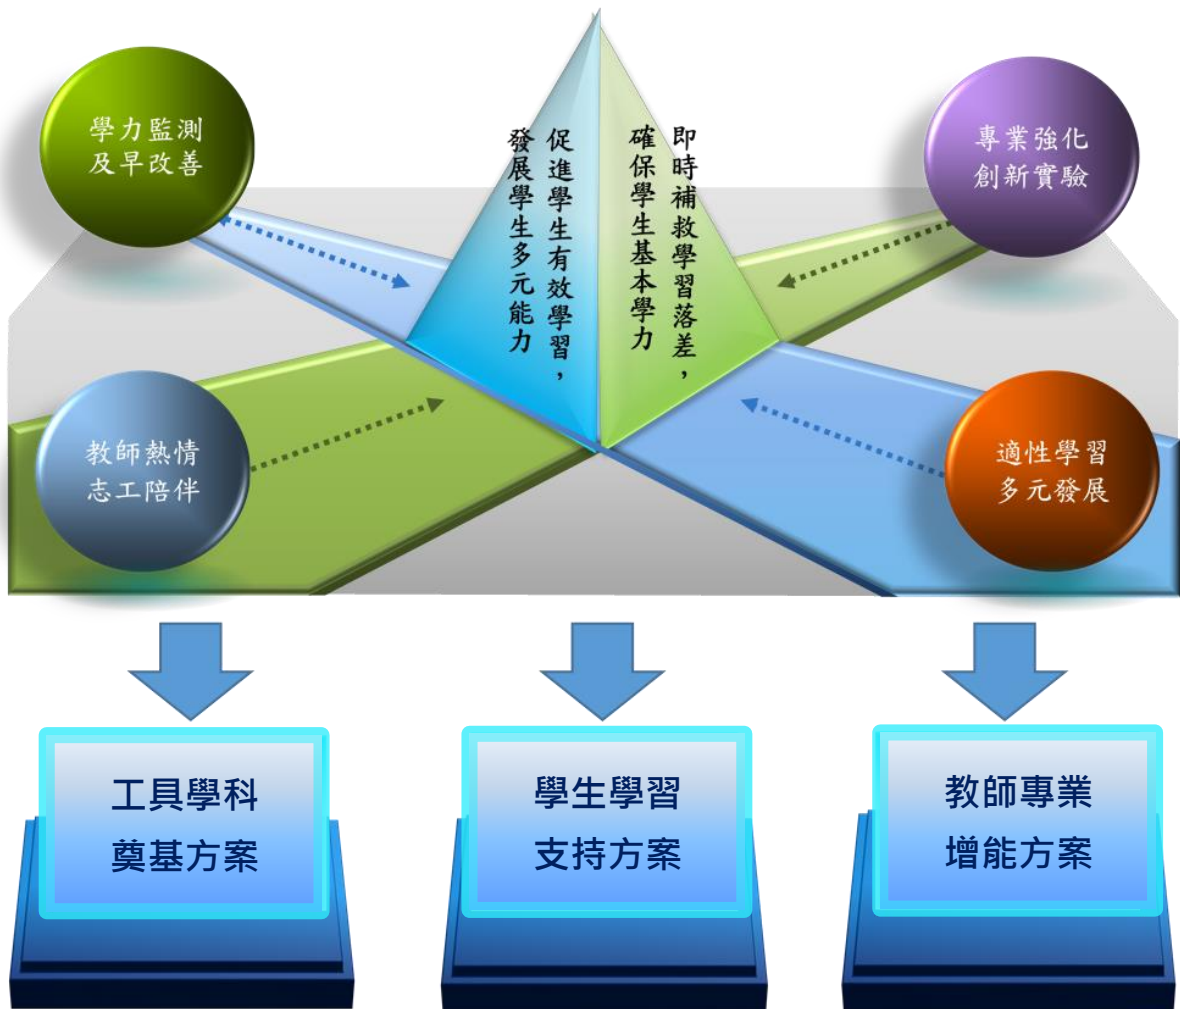 學力監測
及早改善
專業強化
創新實驗
即時補救學習落差，
確保學生基本學力
促進學生有效學習，
發展學生多元能力
教師熱情
志工陪伴
適性學習
多元發展
工具學科
奠基方案
學生學習
支持方案
教師專業
增能方案